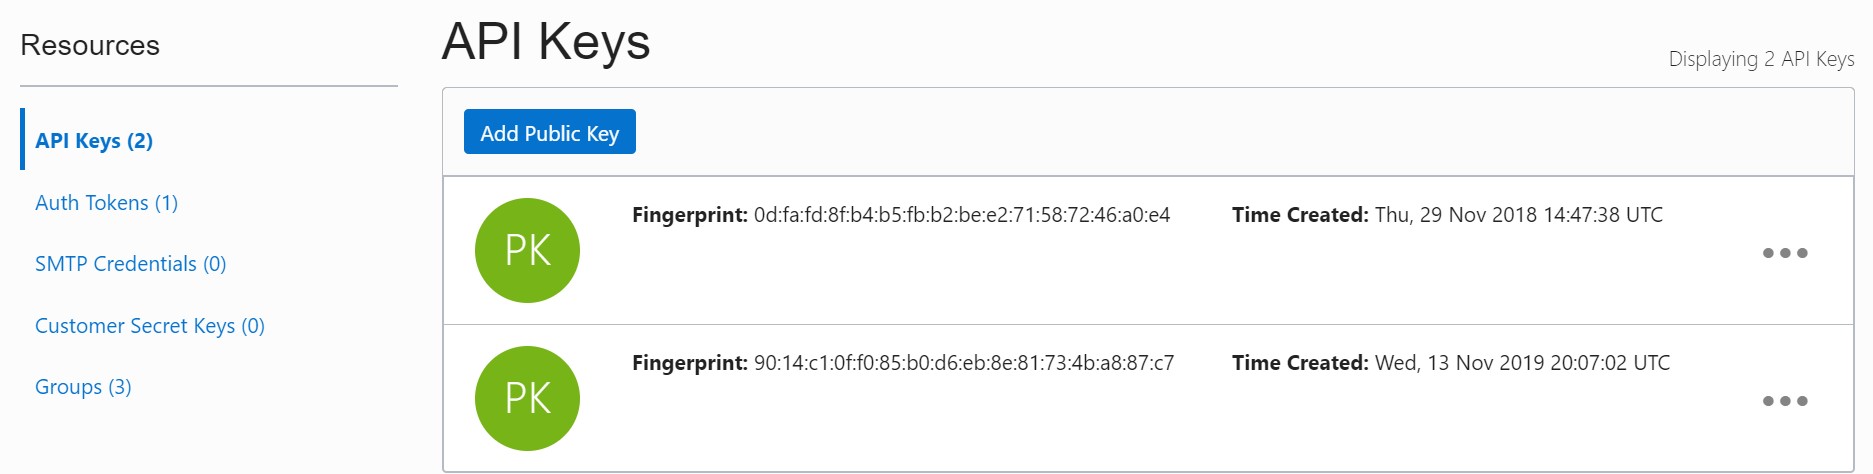 Resources
API Keys (2)
Auth Tokens (1)
SMTP Credentials (0)
Customer Secret Keys (0)
Groups (3)
API Keys
Displaying 2 API Keys
Add Public Key
PK
Fingerprint: 0d:fa:fd:8f:b4:b5:fb:b2:be:e2:71:58:72:46:a0:e4 Time Created: Thu, 29 Nov 2018 14:47:38 UTC
PK
Fingerprint: 90:14:c1:0f:f0:85:b0:d6:eb:8e:81:73:4b:a8:87:c7 Time Created: Wed, 13 Nov 2019 20:07:02 UTC